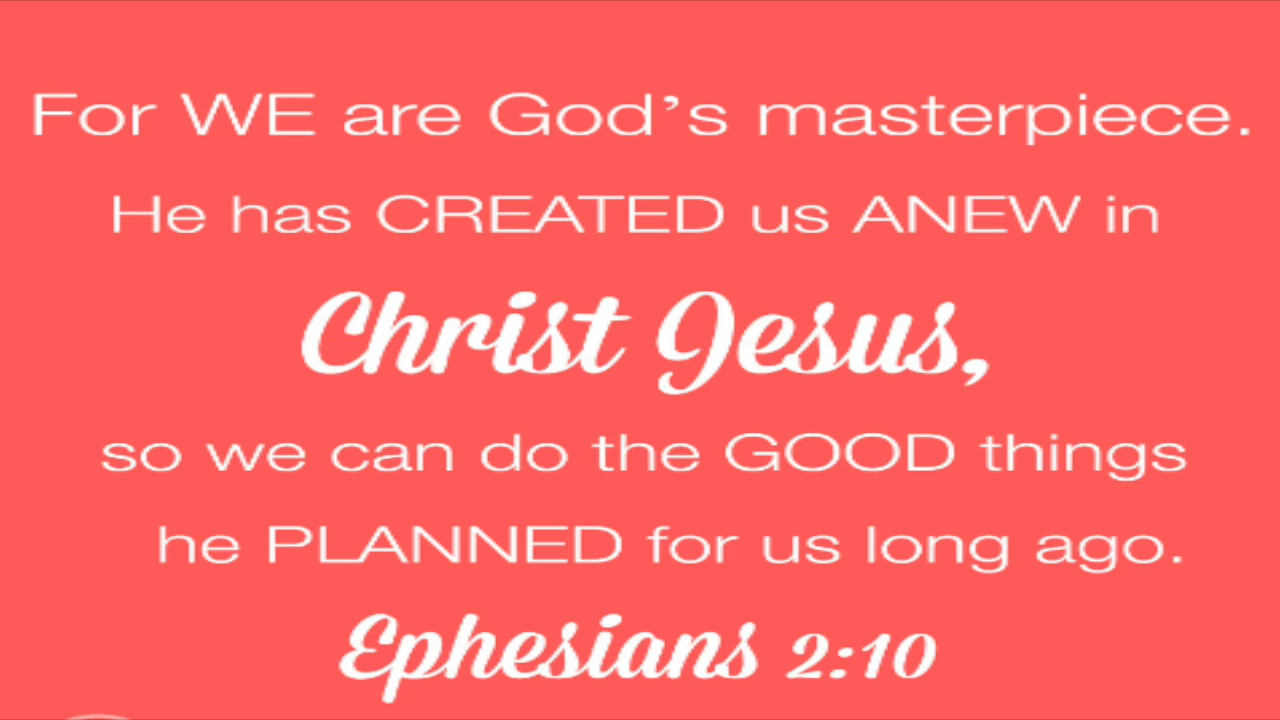 For WE are God’s masterpiece.
He has CREATED us ANEW in
Christ Jesus,
so we can do the GOOD things
he PLANNED for us long ago.
Ephesians 2:10